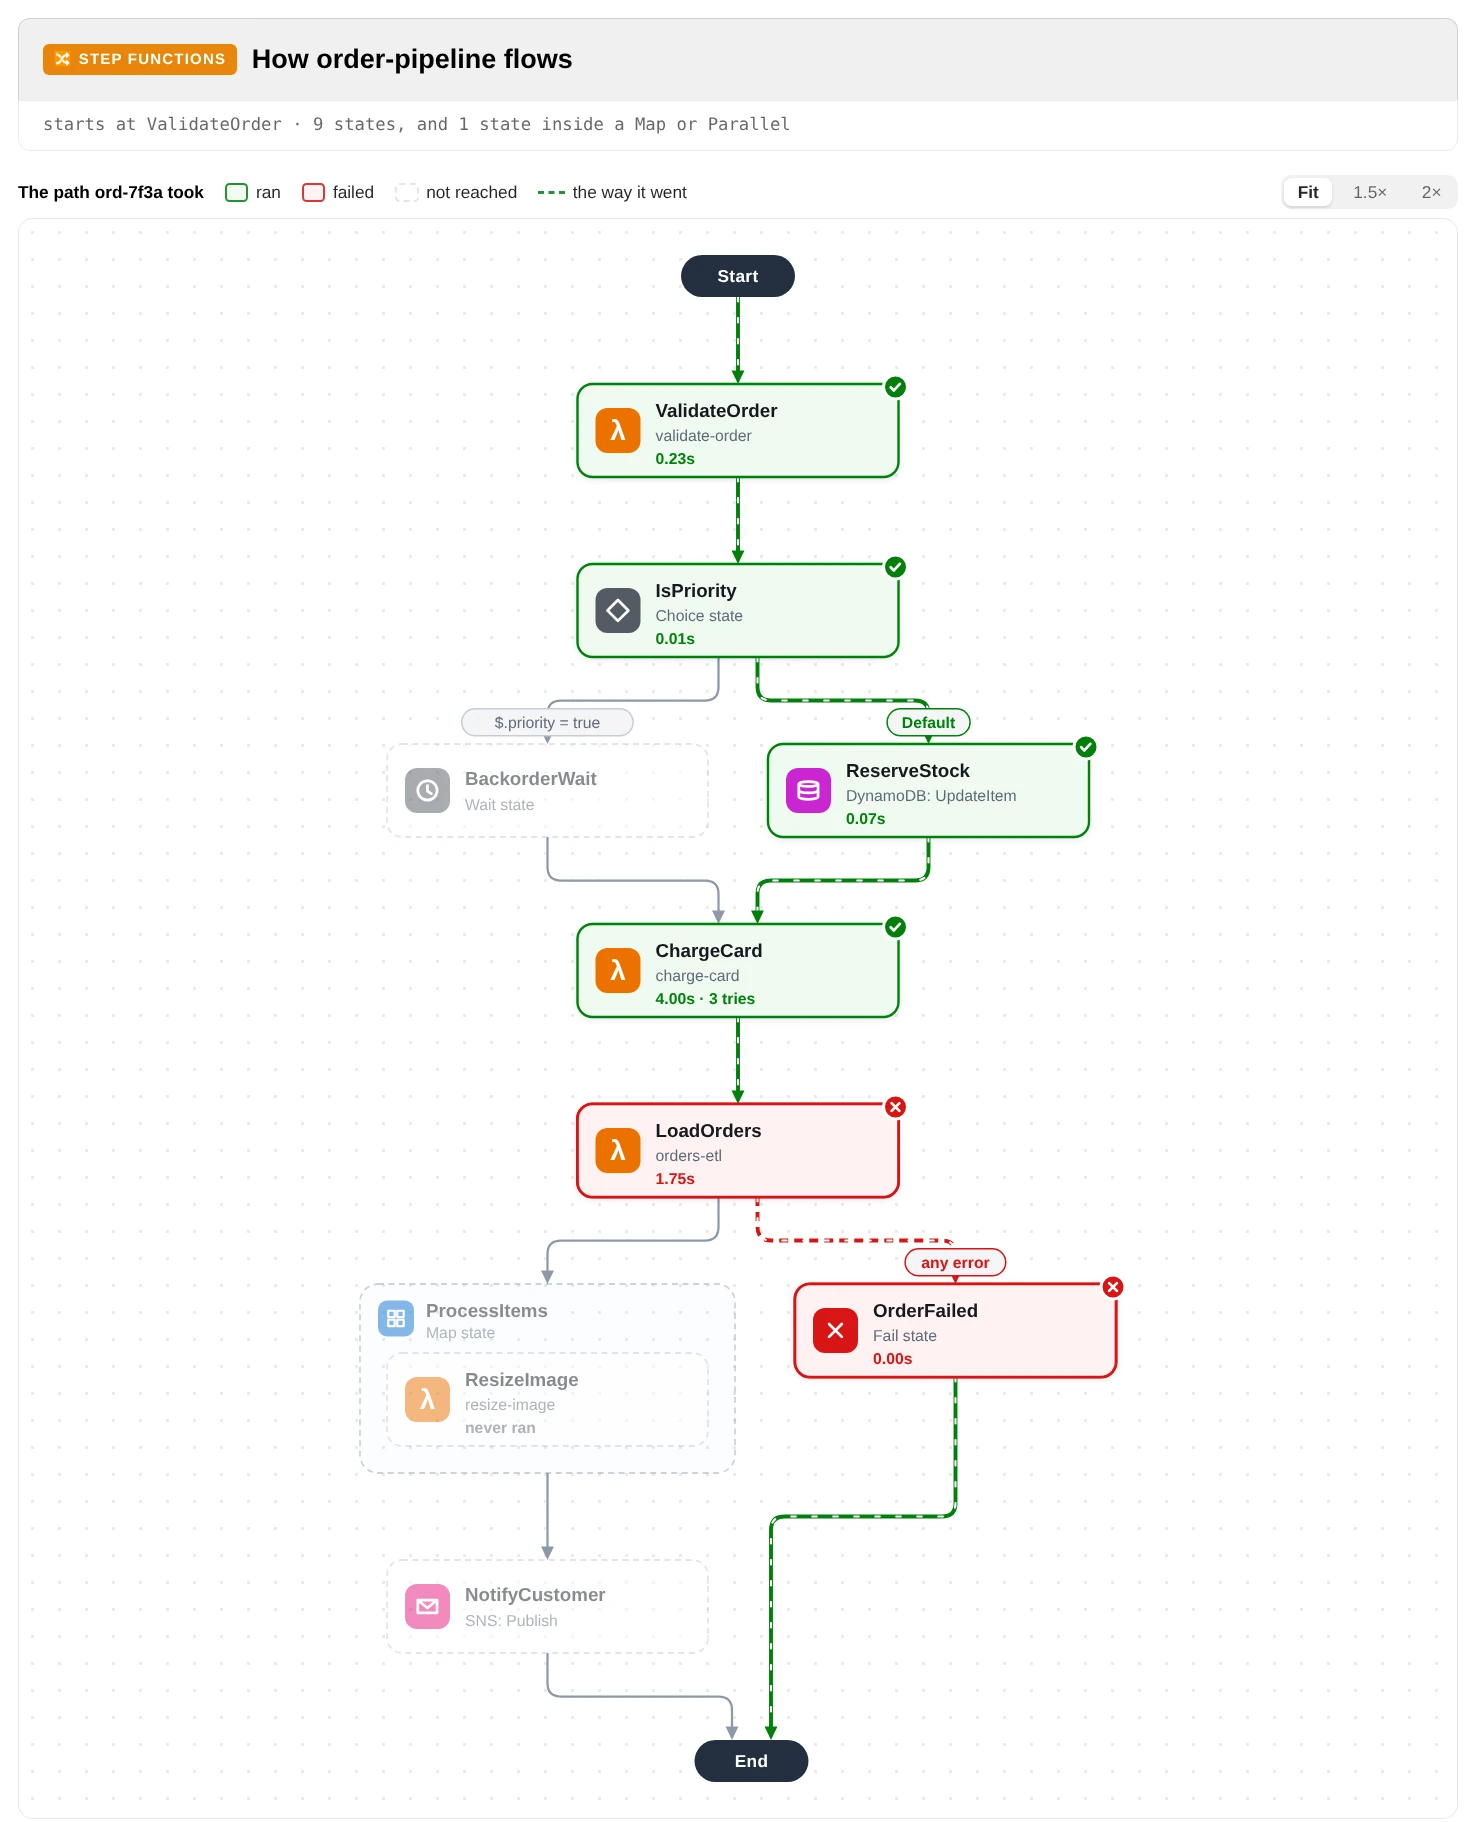 STEP FUNCTIONS How order-pipeline flows
starts at ValidateOrder · 9 states, and 1 state inside a Map or Parallel
The path ord-7f3a took ran failed not reached the way it went Fit 1.5× 2×
Start
ValidateOrder
validate-order
0.23s
IsPriority
Choice state
0.01s
$.priority = true
Default
BackorderWait
Wait state
ReserveStock
DynamoDB: UpdateItem
0.07s
ChargeCard
charge-card
4.00s · 3 tries
LoadOrders
orders-etl
1.75s
any error
ProcessItems
Map state
ResizeImage
resize-image
never ran
OrderFailed
Fail state
0.00s
NotifyCustomer
SNS: Publish
End